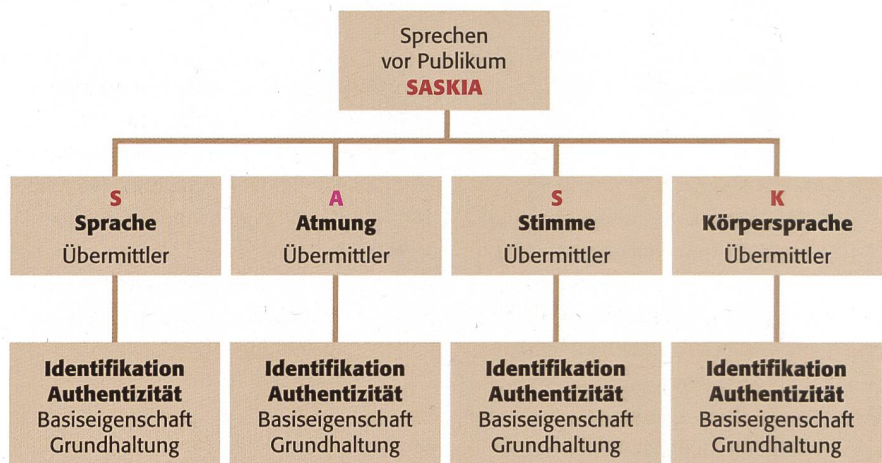 Sprechen
vor Publikum
SASKIA
S
Sprache
Übermittler
A
Atmung
Übermittler
S
Stimme
Übermittler
K
Körpersprache
Übermittler
Identifikation
Authentizität
Basiseigenschaft
Grundhaltung
Identifikation
Authentizität
Basiseigenschaft
Grundhaltung
Identifikation
Authentizität
Basiseigenschaft
Grundhaltung
Identifikation
Authentizität
Basiseigenschaft
Grundhaltung